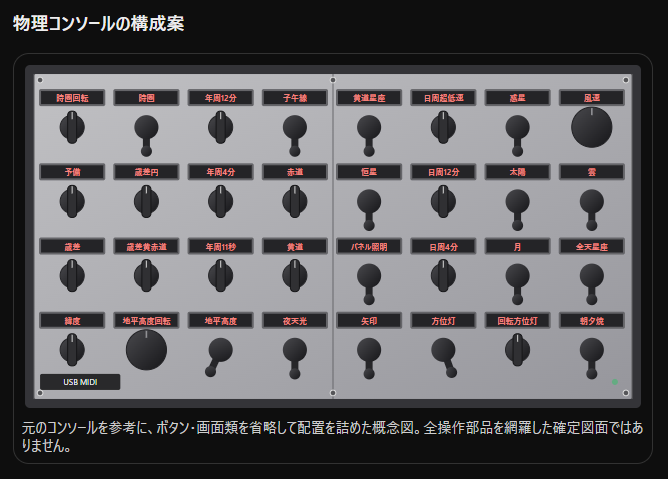 物理コンソールの構成案
時圏回転 時圏 年周12分 子午線 黄道星座 日周超低速 惑星 風速
予備 歳差円 年周4分 赤道 恒星 日周12分 太陽 雲
歳差 歳差黄赤道 年周11秒 黄道 パネル照明 日周4分 月 全天星座
緯度 地平高度回転 地平高度 夜天光 矢印 方位灯 回転方位灯 朝夕焼
USB MIDI
元のコンソールを参考に、ボタン・画面類を省略して配置を詰めた概念図。全操作部品を網羅した確定図面ではあ
りません。